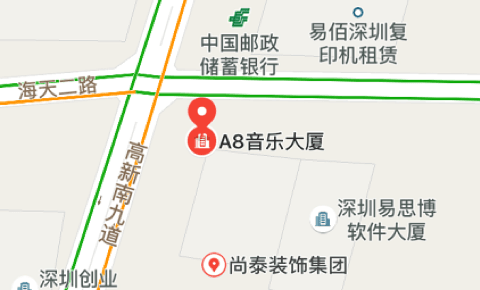 中国邮政
储蓄银行
易佰深圳复
印机租赁
海天二路
A8音乐大厦
高新南九道
深圳易思博
软件大厦
尚泰装饰集团
深圳创业